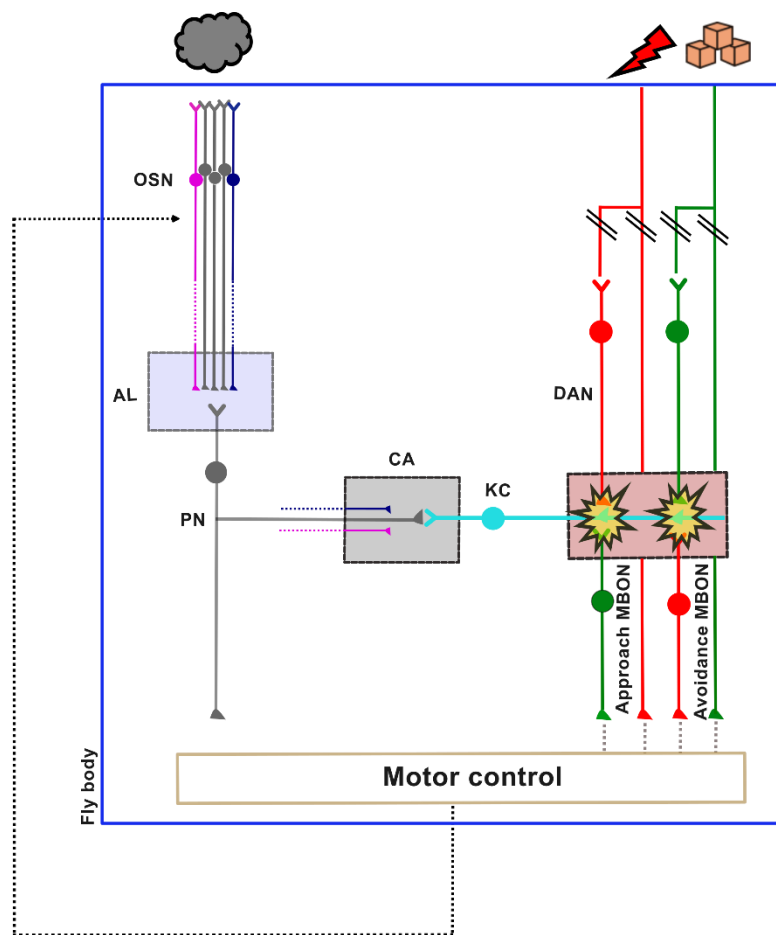 OSN
AL
DAN
CA
KC
PN
Approach MBON
Avoidance MBON
Motor control
Fly body